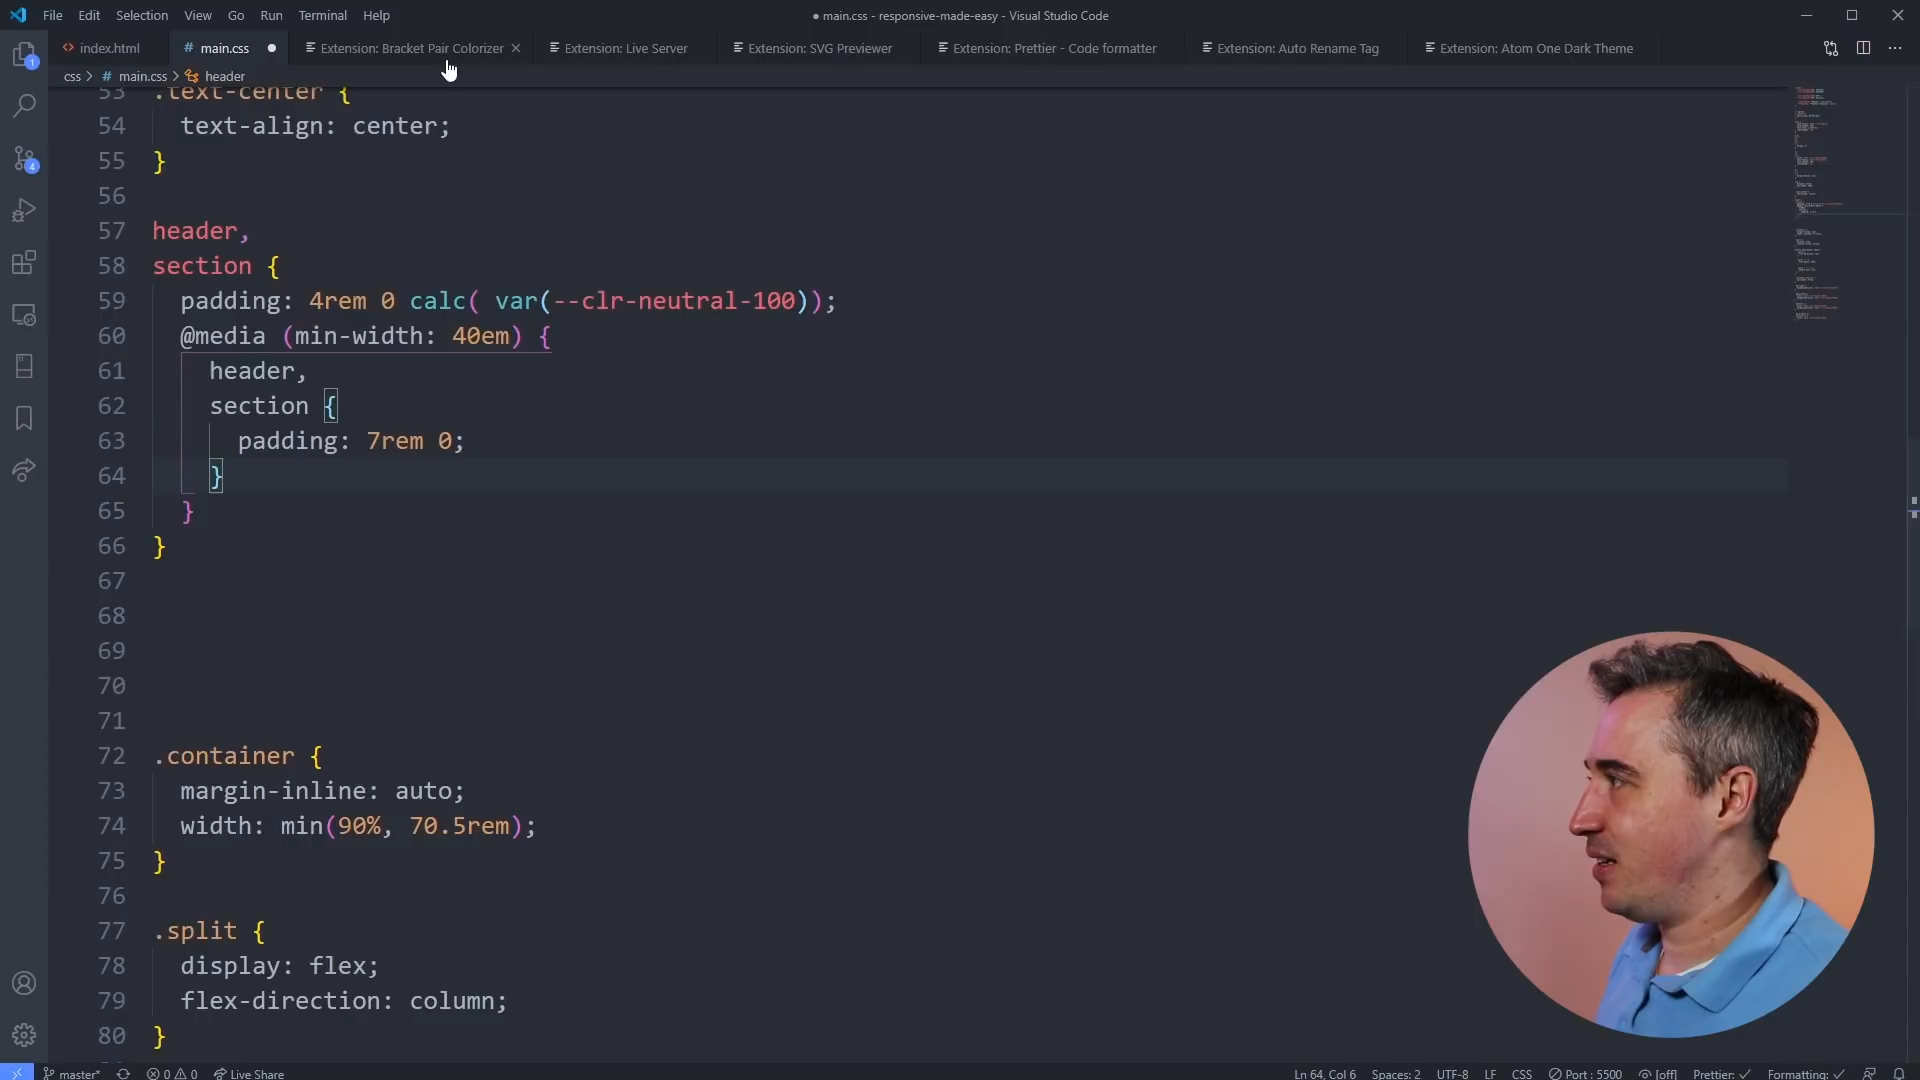 File Edit Selection View Go Run Terminal Help
● main.css - responsive-made-easy - Visual Studio Code
<> index.html
# main.css ●
Extension: Bracket Pair Colorizer ×
Extension: Live Server
Extension: SVG Previewer
Extension: Prettier - Code formatter
Extension: Auto Rename Tag
Extension: Atom One Dark Theme
css > # main.css > header
53 .text-center {
54 text-align: center;
55 }
56
57 header,
58 section {
59 padding: 4rem 0 calc( var(--clr-neutral-100));
60 @media (min-width: 40em) {
61 header,
62 section {
63 padding: 7rem 0;
64 }
65 }
66 }
67
68
69
70
71
72 .container {
73 margin-inline: auto;
74 width: min(90%, 70.5rem);
75 }
76
77 .split {
78 display: flex;
79 flex-direction: column;
80 }
1
4
master* 0 0 Live Share
Ln 64, Col 6 Spaces: 2 UTF-8 LF CSS Port : 5500 [off] Prettier: ✓ Formatting: ✓